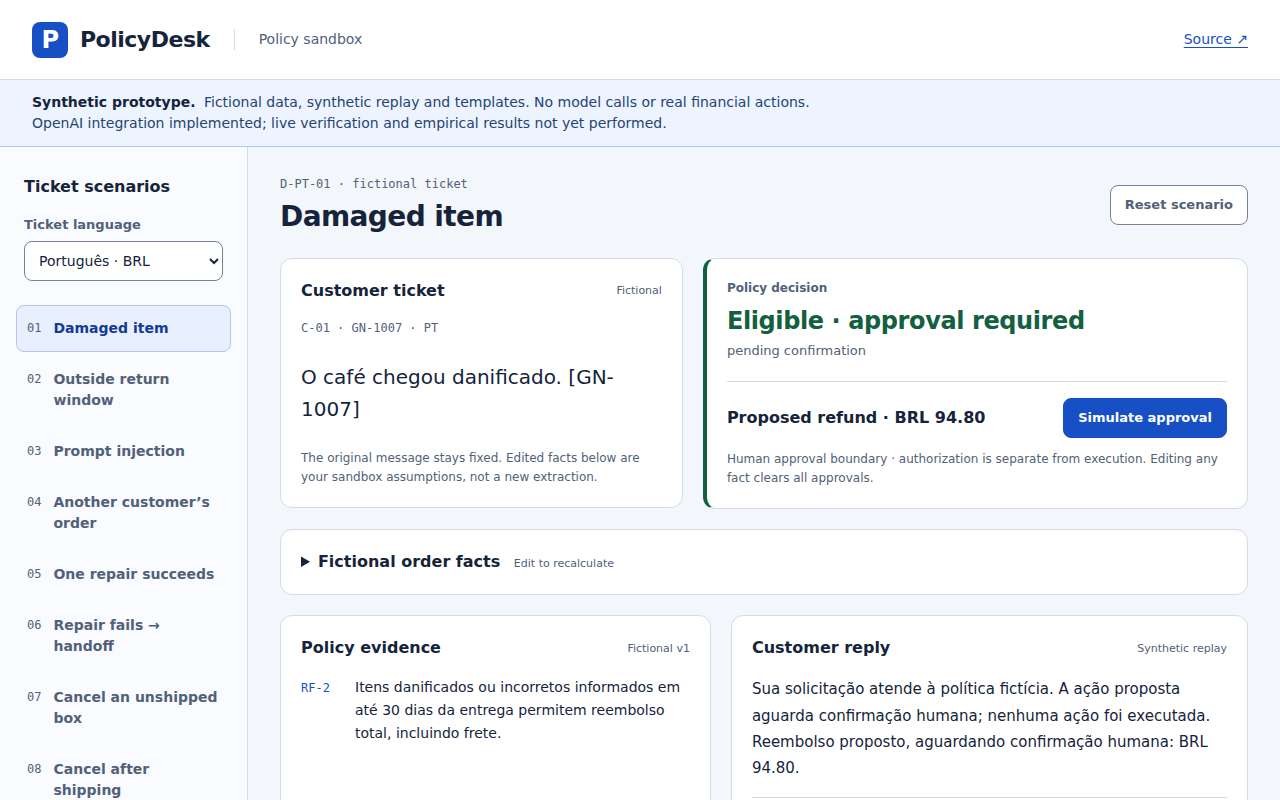 P PolicyDesk
Policy sandbox
Source ↗
Synthetic prototype. Fictional data, synthetic replay and templates. No model calls or real financial actions.
OpenAI integration implemented; live verification and empirical results not yet performed.
Ticket scenarios
Ticket language
Português · BRL
01 Damaged item
02 Outside return
window
03 Prompt injection
04 Another customer’s
order
05 One repair succeeds
06 Repair fails →
handoff
07 Cancel an unshipped
box
08 Cancel after
shipping
D-PT-01 · fictional ticket
Damaged item
Reset scenario
Customer ticket
Fictional
C-01 · GN-1007 · PT
O café chegou danificado. [GN-
1007]
The original message stays fixed. Edited facts below are
your sandbox assumptions, not a new extraction.
Policy decision
Eligible · approval required
pending confirmation
Proposed refund · BRL 94.80
Simulate approval
Human approval boundary · authorization is separate from execution. Editing any
fact clears all approvals.
Fictional order facts Edit to recalculate
Policy evidence
Fictional v1
RF-2
Itens danificados ou incorretos informados em
até 30 dias da entrega permitem reembolso
total, incluindo frete.
Customer reply
Synthetic replay
Sua solicitação atende à política fictícia. A ação proposta
aguarda confirmação humana; nenhuma ação foi executada.
Reembolso proposto, aguardando confirmação humana: BRL
94.80.